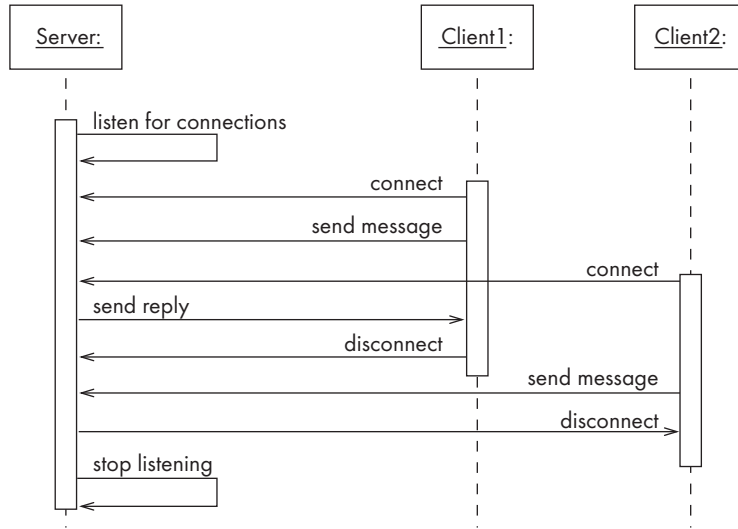 Server:
Client1:
Client2:
listen for connections
connect
send message
connect
send reply
disconnect
send message
disconnect
stop listening